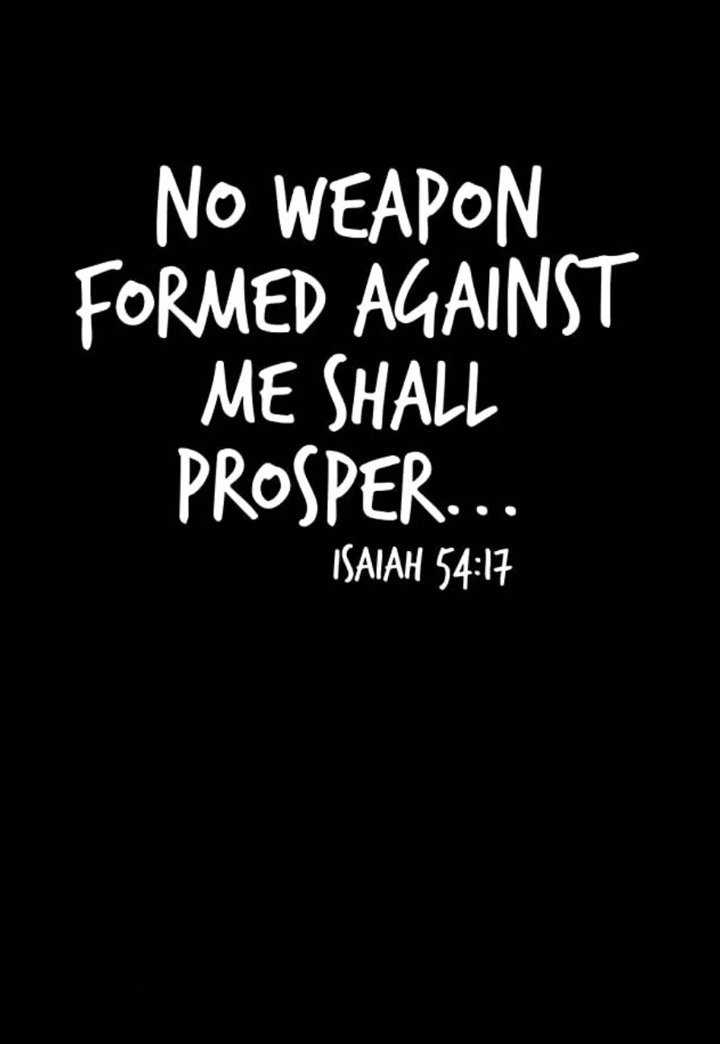 NO WEAPON
FORMED AGAINST
ME SHALL
PROSPER...
ISAIAH 54:17